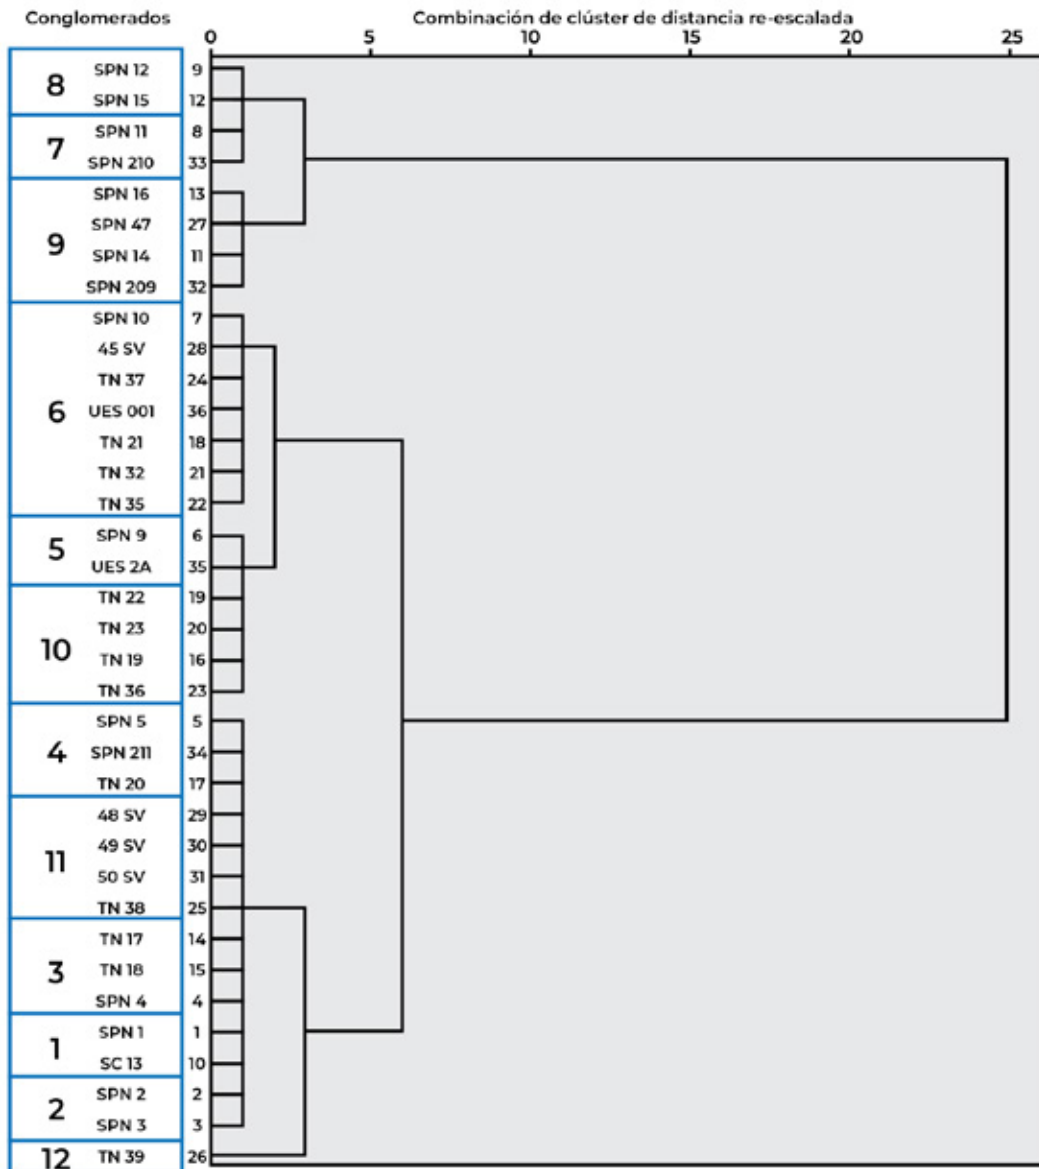 Conglomerados Combinación de clúster de distancia re-escalada
0 5 10 15 20 25
8
SPN 12 9
SPN 15 12
7
SPN 11 8
SPN 210 33
9
SPN 16 13
SPN 47 27
SPN 14 11
SPN 209 32
6
SPN 10 7
45 SV 28
TN 37 24
UES 001 36
TN 21 18
TN 32 21
TN 35 22
5
SPN 9 6
UES 2A 35
10
TN 22 19
TN 23 20
TN 19 16
TN 36 23
4
SPN 5 5
SPN 211 34
TN 20 17
11
48 SV 29
49 SV 30
50 SV 31
TN 38 25
3
TN 17 14
TN 18 15
SPN 4 4
1
SPN 1 1
SC 13 10
2
SPN 2 2
SPN 3 3
12 TN 39 26